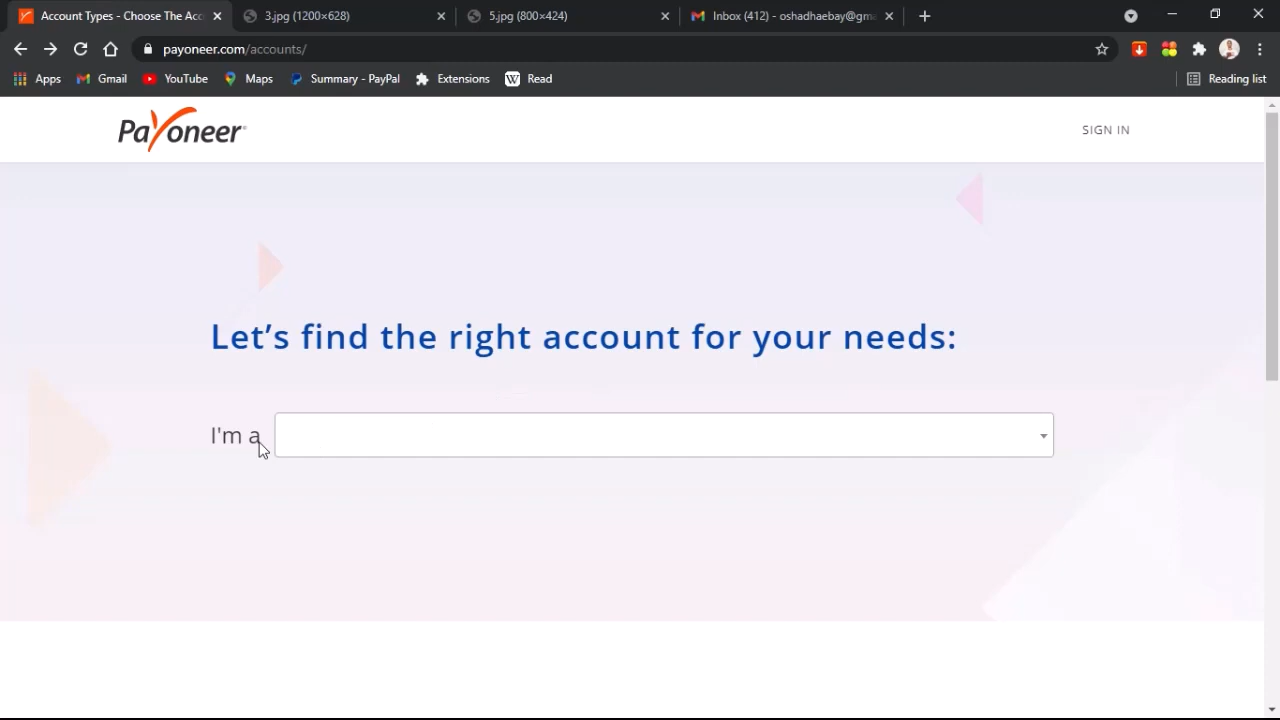 Account Types - Choose The Acc
3.jpg (1200×628)
5.jpg (800×424)
Inbox (412) - oshadhaebay@gma
payoneer.com/accounts/
Apps
Gmail
YouTube
Maps
Summary - PayPal
Extensions
W Read
Reading list
Payoneer
SIGN IN
Let's find the right account for your needs:
I'm a